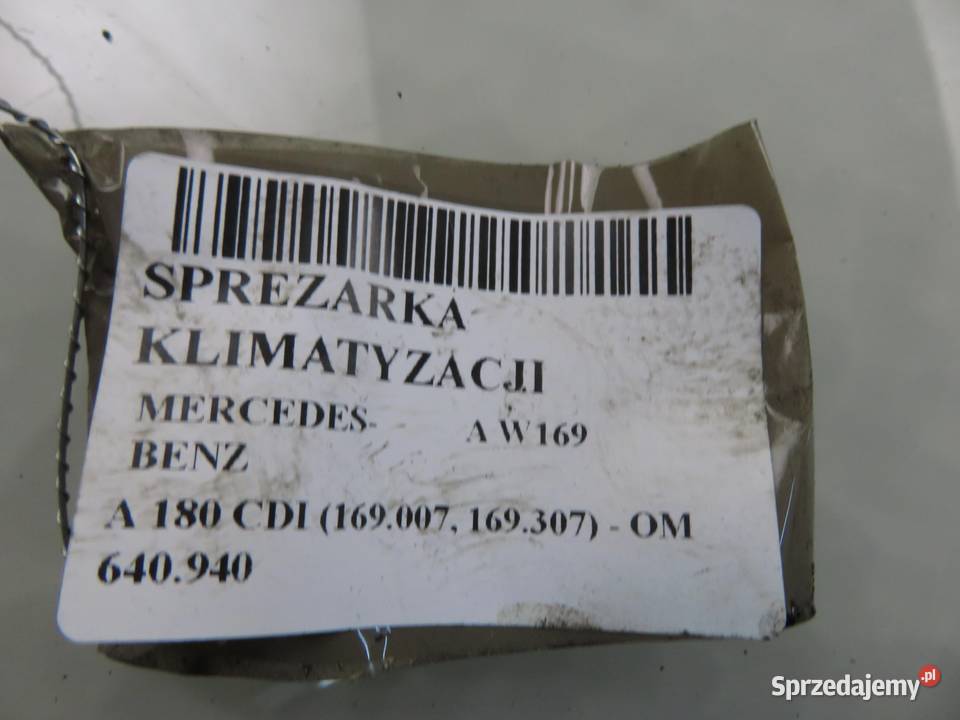 SPREZARKA
KLIMATYZACJI
MERCEDES- A W169
BENZ
A 180 CDI (169.007, 169.307) - OM
640.940
Sprzedajemy.pl